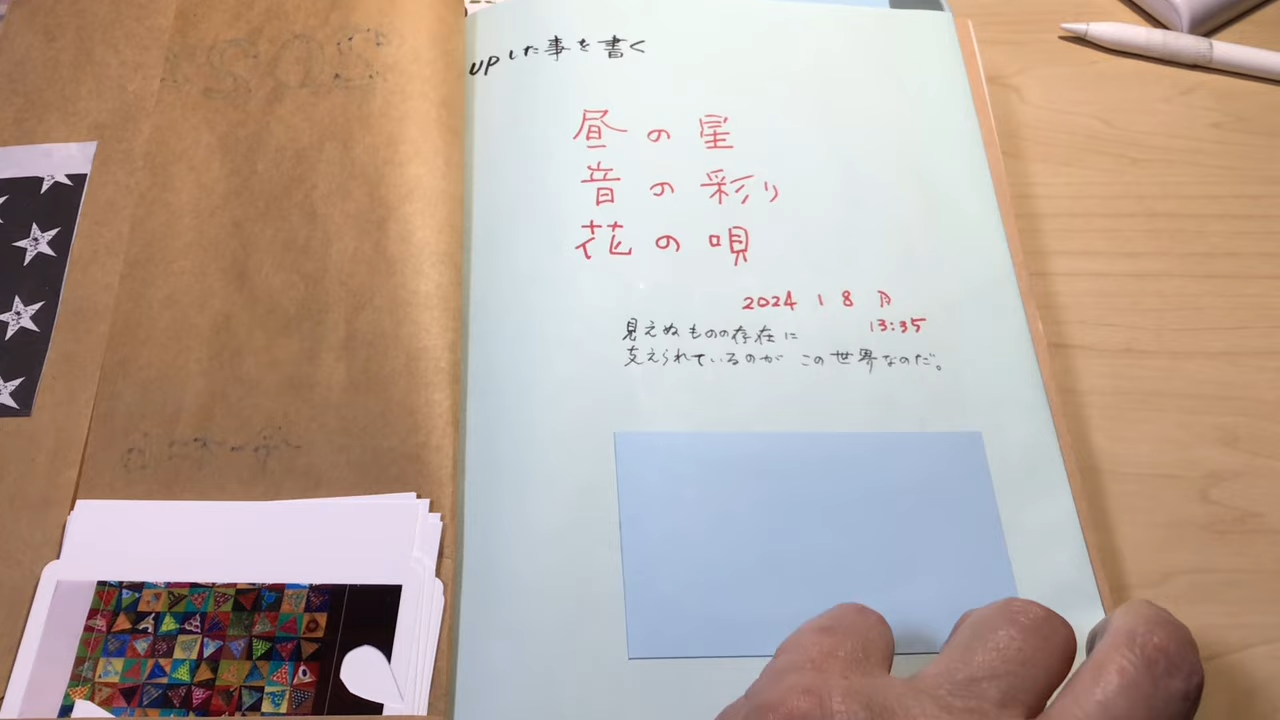 UPした事を書く
昼の星
音の彩り
花の唄
2024 1 8 月
13:35
見えぬものの存在に
支えられているのが この世界なのだ。